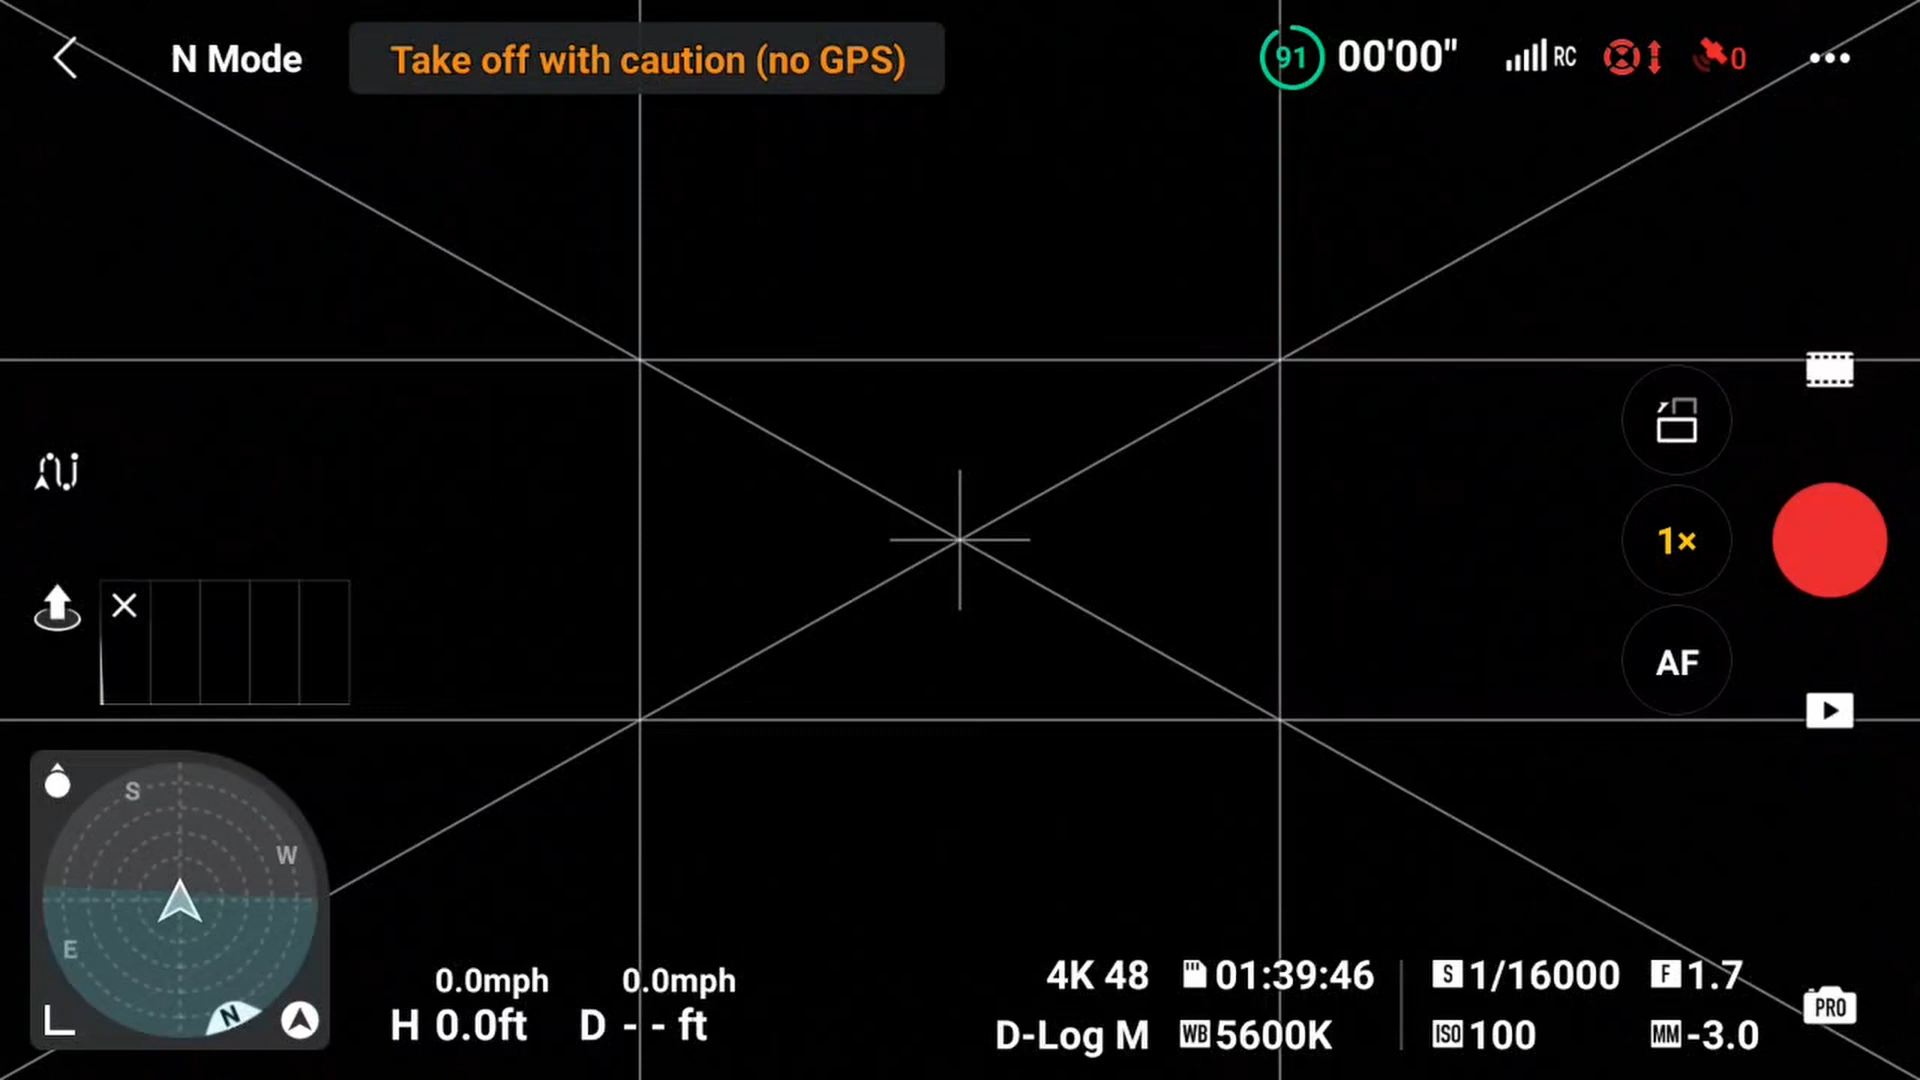 N Mode
Take off with caution (no GPS)
91
00'00"
RC
0
1×
AF
S
W
E
N
0.0mph
0.0mph
H 0.0ft
D - - ft
4K 48
01:39:46
S 1/16000
F 1.7
D-Log M
WB 5600K
ISO 100
MM -3.0
PRO